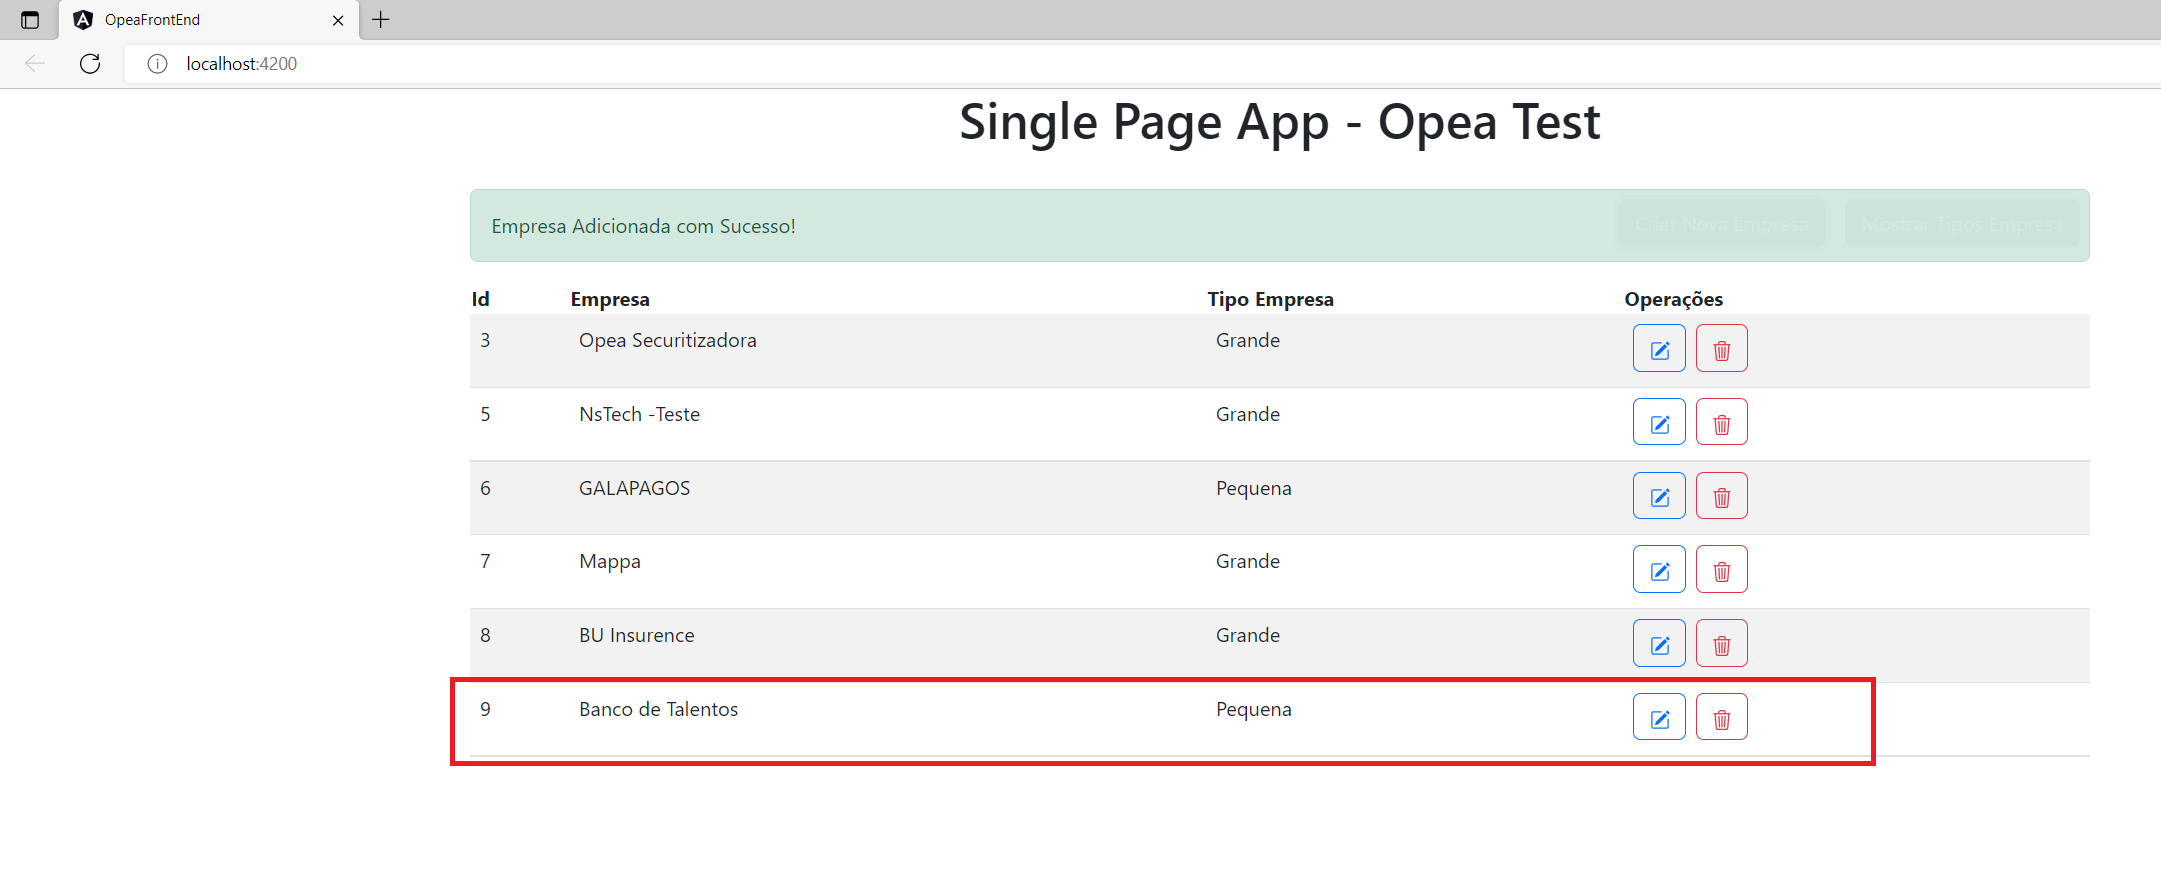 OpeaFrontEnd
localhost:4200
Single Page App - Opea Test
Empresa Adicionada com Sucesso! Criar Nova Empresa Mostrar Tipos Empresa
Id Empresa Tipo Empresa Operações
3 Opea Securitizadora Grande
5 NsTech -Teste Grande
6 GALAPAGOS Pequena
7 Mappa Grande
8 BU Insurence Grande
9 Banco de Talentos Pequena